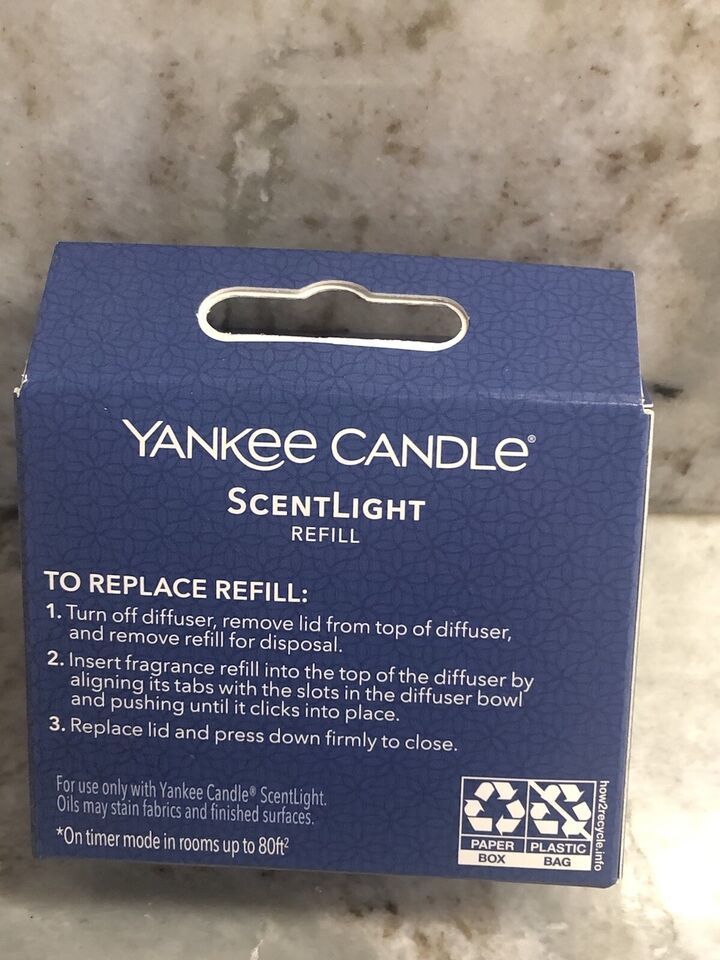 YANKEE CANDLE®
SCENTLIGHT
REFILL
TO REPLACE REFILL:
1. Turn off diffuser, remove lid from top of diffuser,
and remove refill for disposal.
2. Insert fragrance refill into the top of the diffuser by
aligning its tabs with the slots in the diffuser bowl
and pushing until it clicks into place.
3. Replace lid and press down firmly to close.
For use only with Yankee Candle® ScentLight.
Oils may stain fabrics and finished surfaces.
*On timer mode in rooms up to 80ft²
PAPER
BOX
PLASTIC
BAG
how2recycle.info